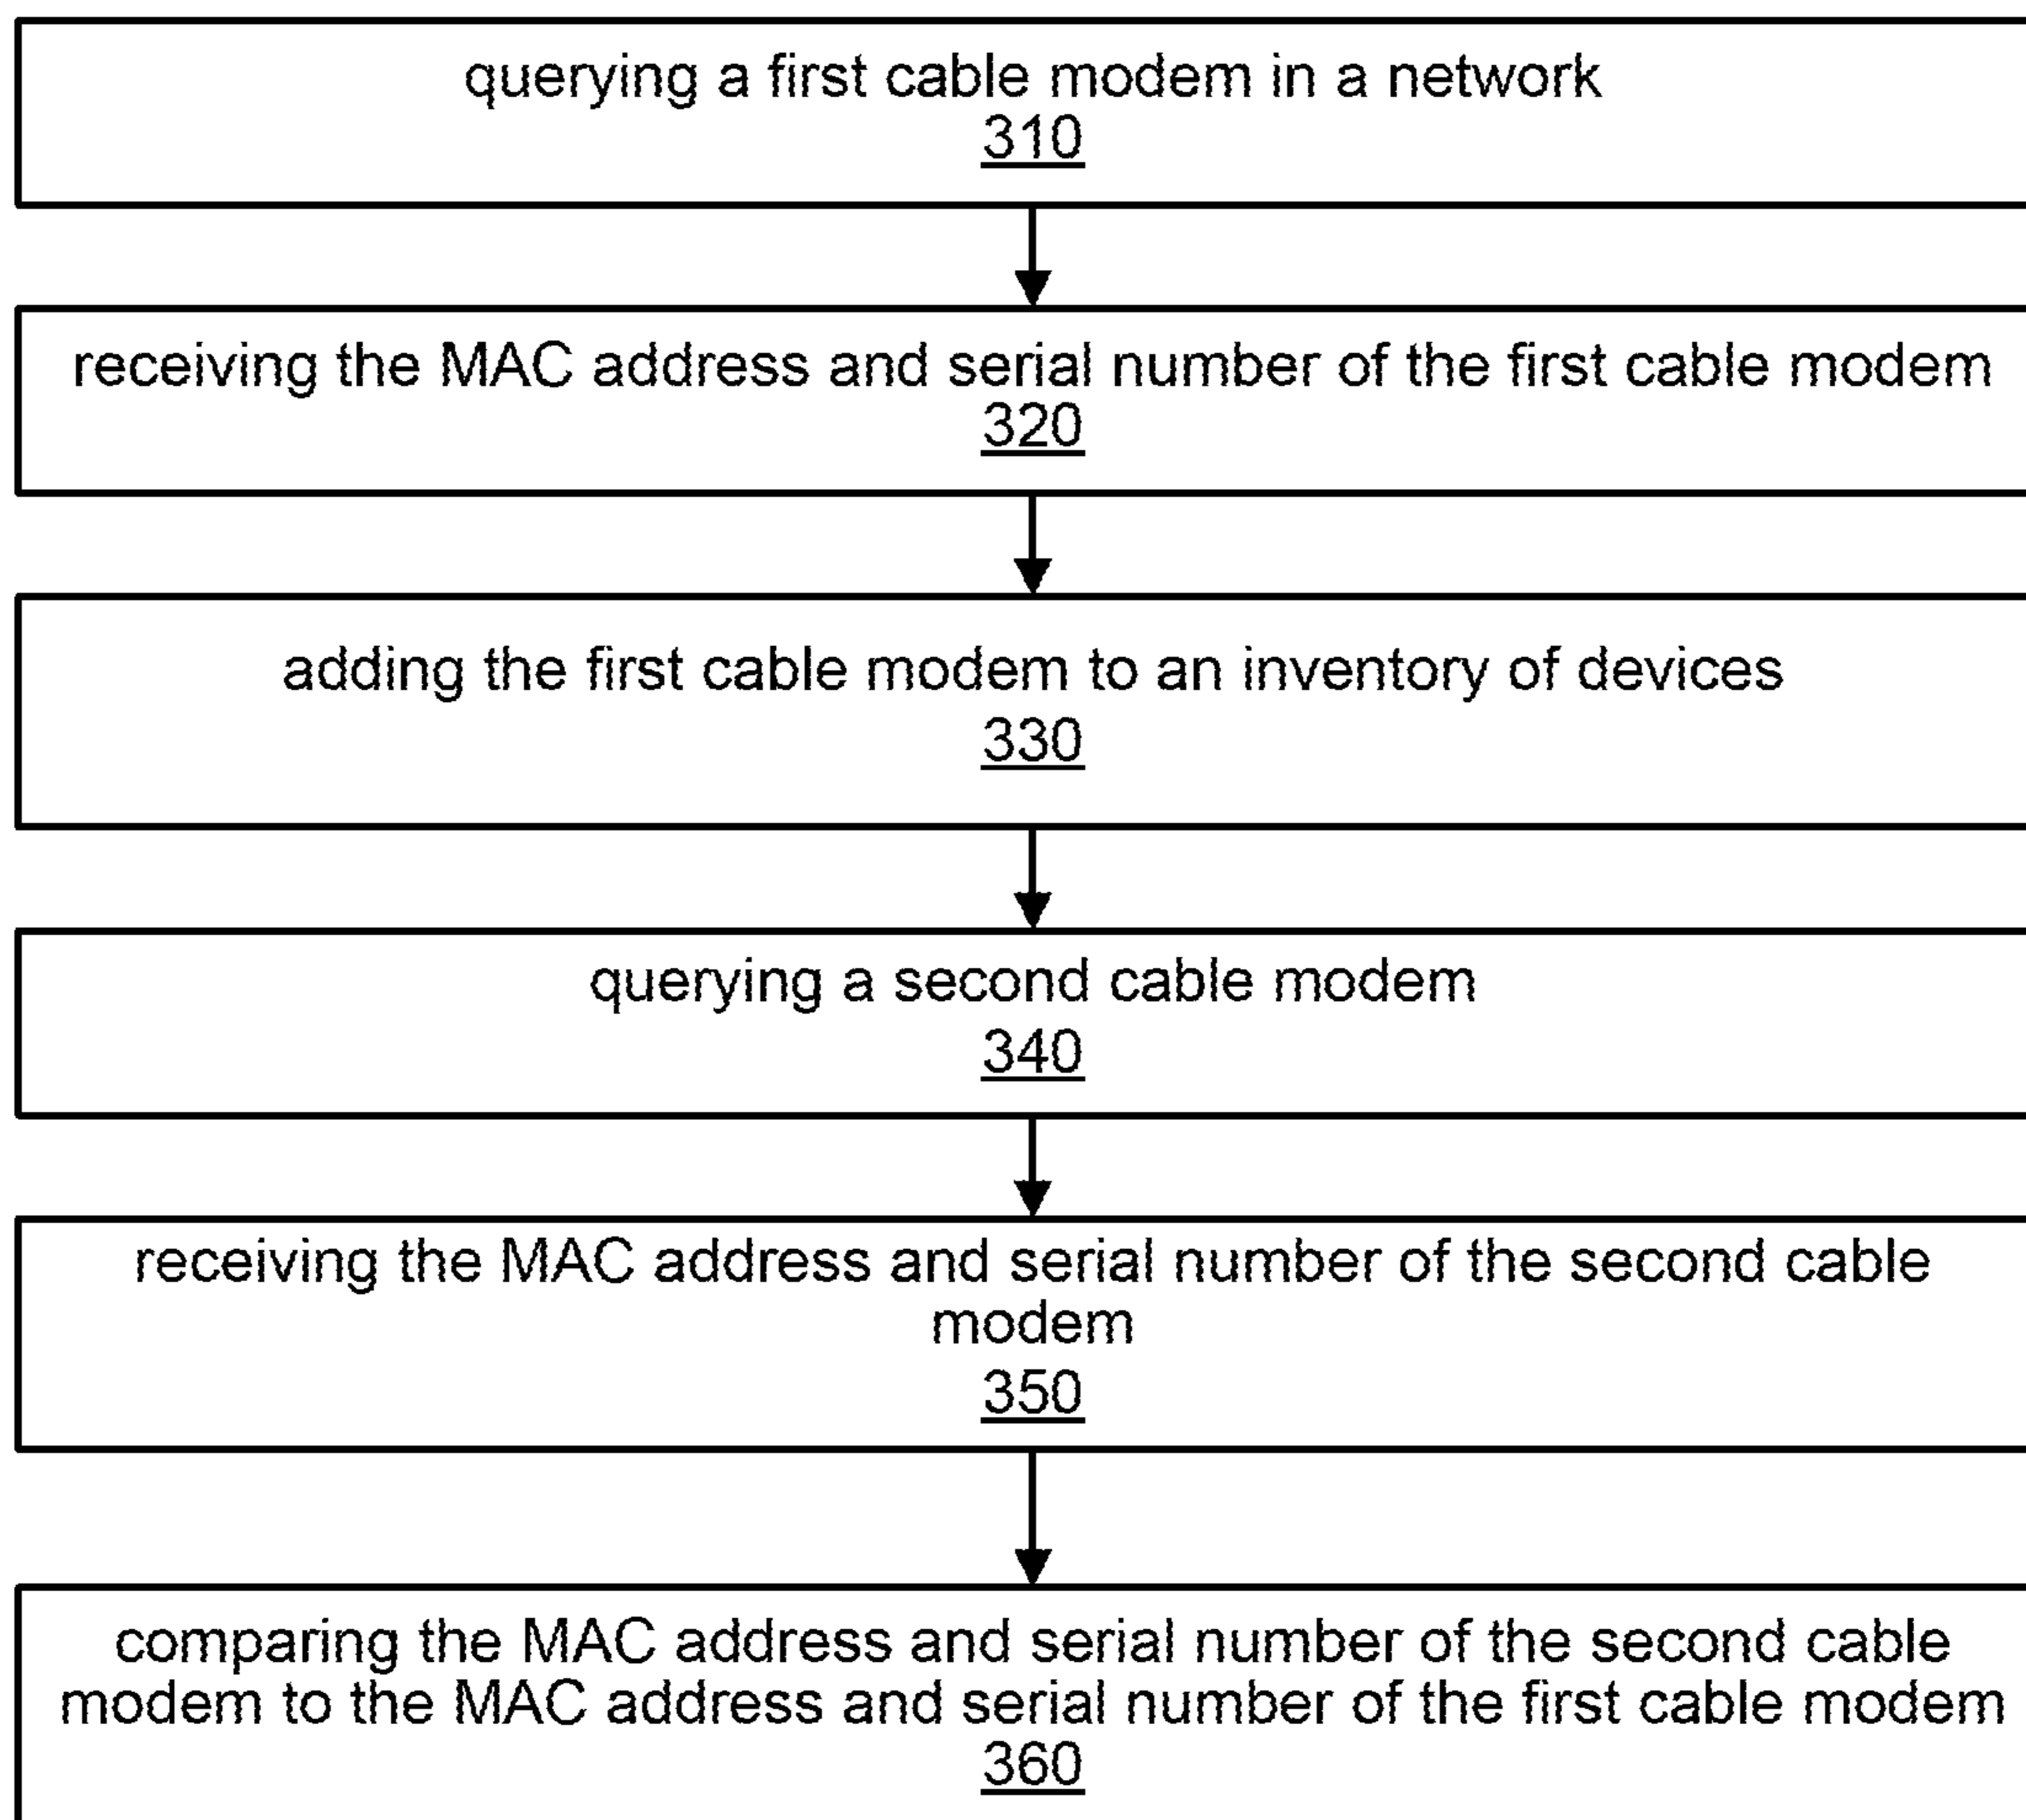 querying a first cable modem in a network
310
receiving the MAC address and serial number of the first cable modem
320
adding the first cable modem to an inventory of devices
330
querying a second cable modem
340
receiving the MAC address and serial number of the second cable
modem
350
comparing the MAC address and serial number of the second cable
modem to the MAC address and serial number of the first cable modem
360